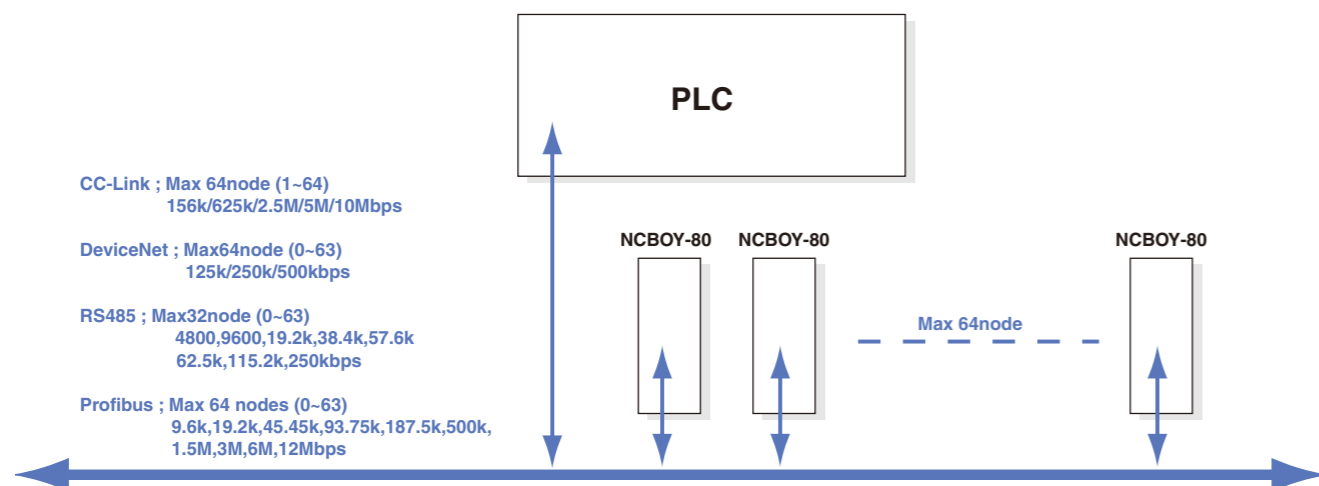 PLC
CC-Link ; Max 64node (1~64)
156k/625k/2.5M/5M/10Mbps
DeviceNet ; Max64node (0~63)
125k/250k/500kbps
RS485 ; Max32node (0~63)
4800,9600,19.2k,38.4k,57.6k
62.5k,115.2k,250kbps
Profibus ; Max 64 nodes (0~63)
9.6k,19.2k,45.45k,93.75k,187.5k,500k,
1.5M,3M,6M,12Mbps
NCBOY-80
NCBOY-80
Max 64node
NCBOY-80